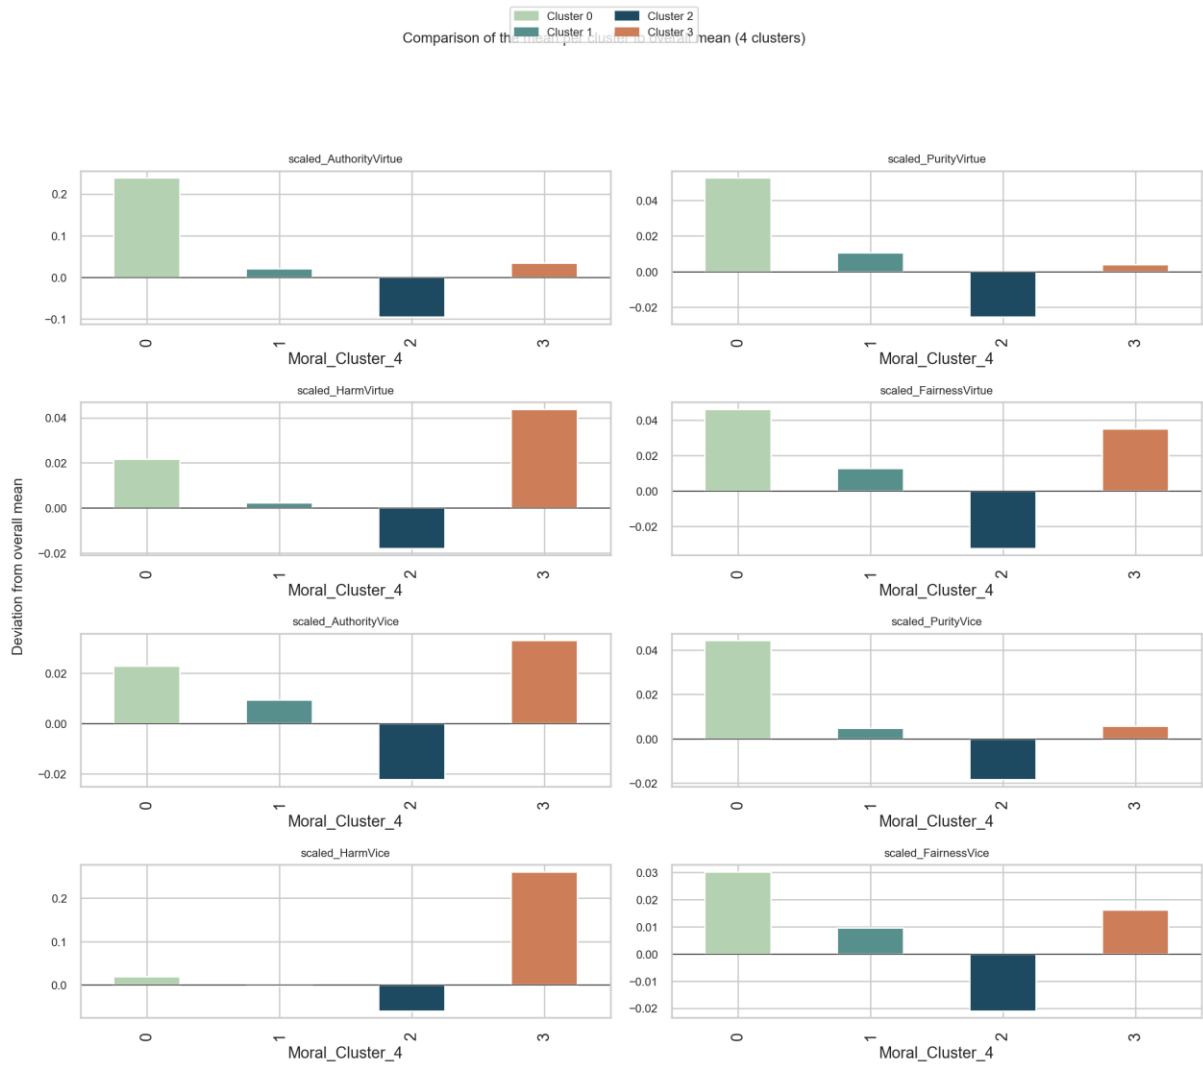 Cluster 0 Cluster 2
Cluster 1 Cluster 3
Comparison of the mean per cluster to overall mean (4 clusters)
Deviation from overall mean
scaled_AuthorityVirtue
0.2
0.1
0.0
−0.1
0 1 2 3
Moral_Cluster_4
scaled_PurityVirtue
0.04
0.02
0.00
−0.02
0 1 2 3
Moral_Cluster_4
scaled_HarmVirtue
0.04
0.02
0.00
−0.02
0 1 2 3
Moral_Cluster_4
scaled_FairnessVirtue
0.04
0.02
0.00
−0.02
0 1 2 3
Moral_Cluster_4
scaled_AuthorityVice
0.02
0.00
−0.02
0 1 2 3
Moral_Cluster_4
scaled_PurityVice
0.04
0.02
0.00
−0.02
0 1 2 3
Moral_Cluster_4
scaled_HarmVice
0.2
0.1
0.0
0 1 2 3
Moral_Cluster_4
scaled_FairnessVice
0.03
0.02
0.01
0.00
−0.01
−0.02
0 1 2 3
Moral_Cluster_4